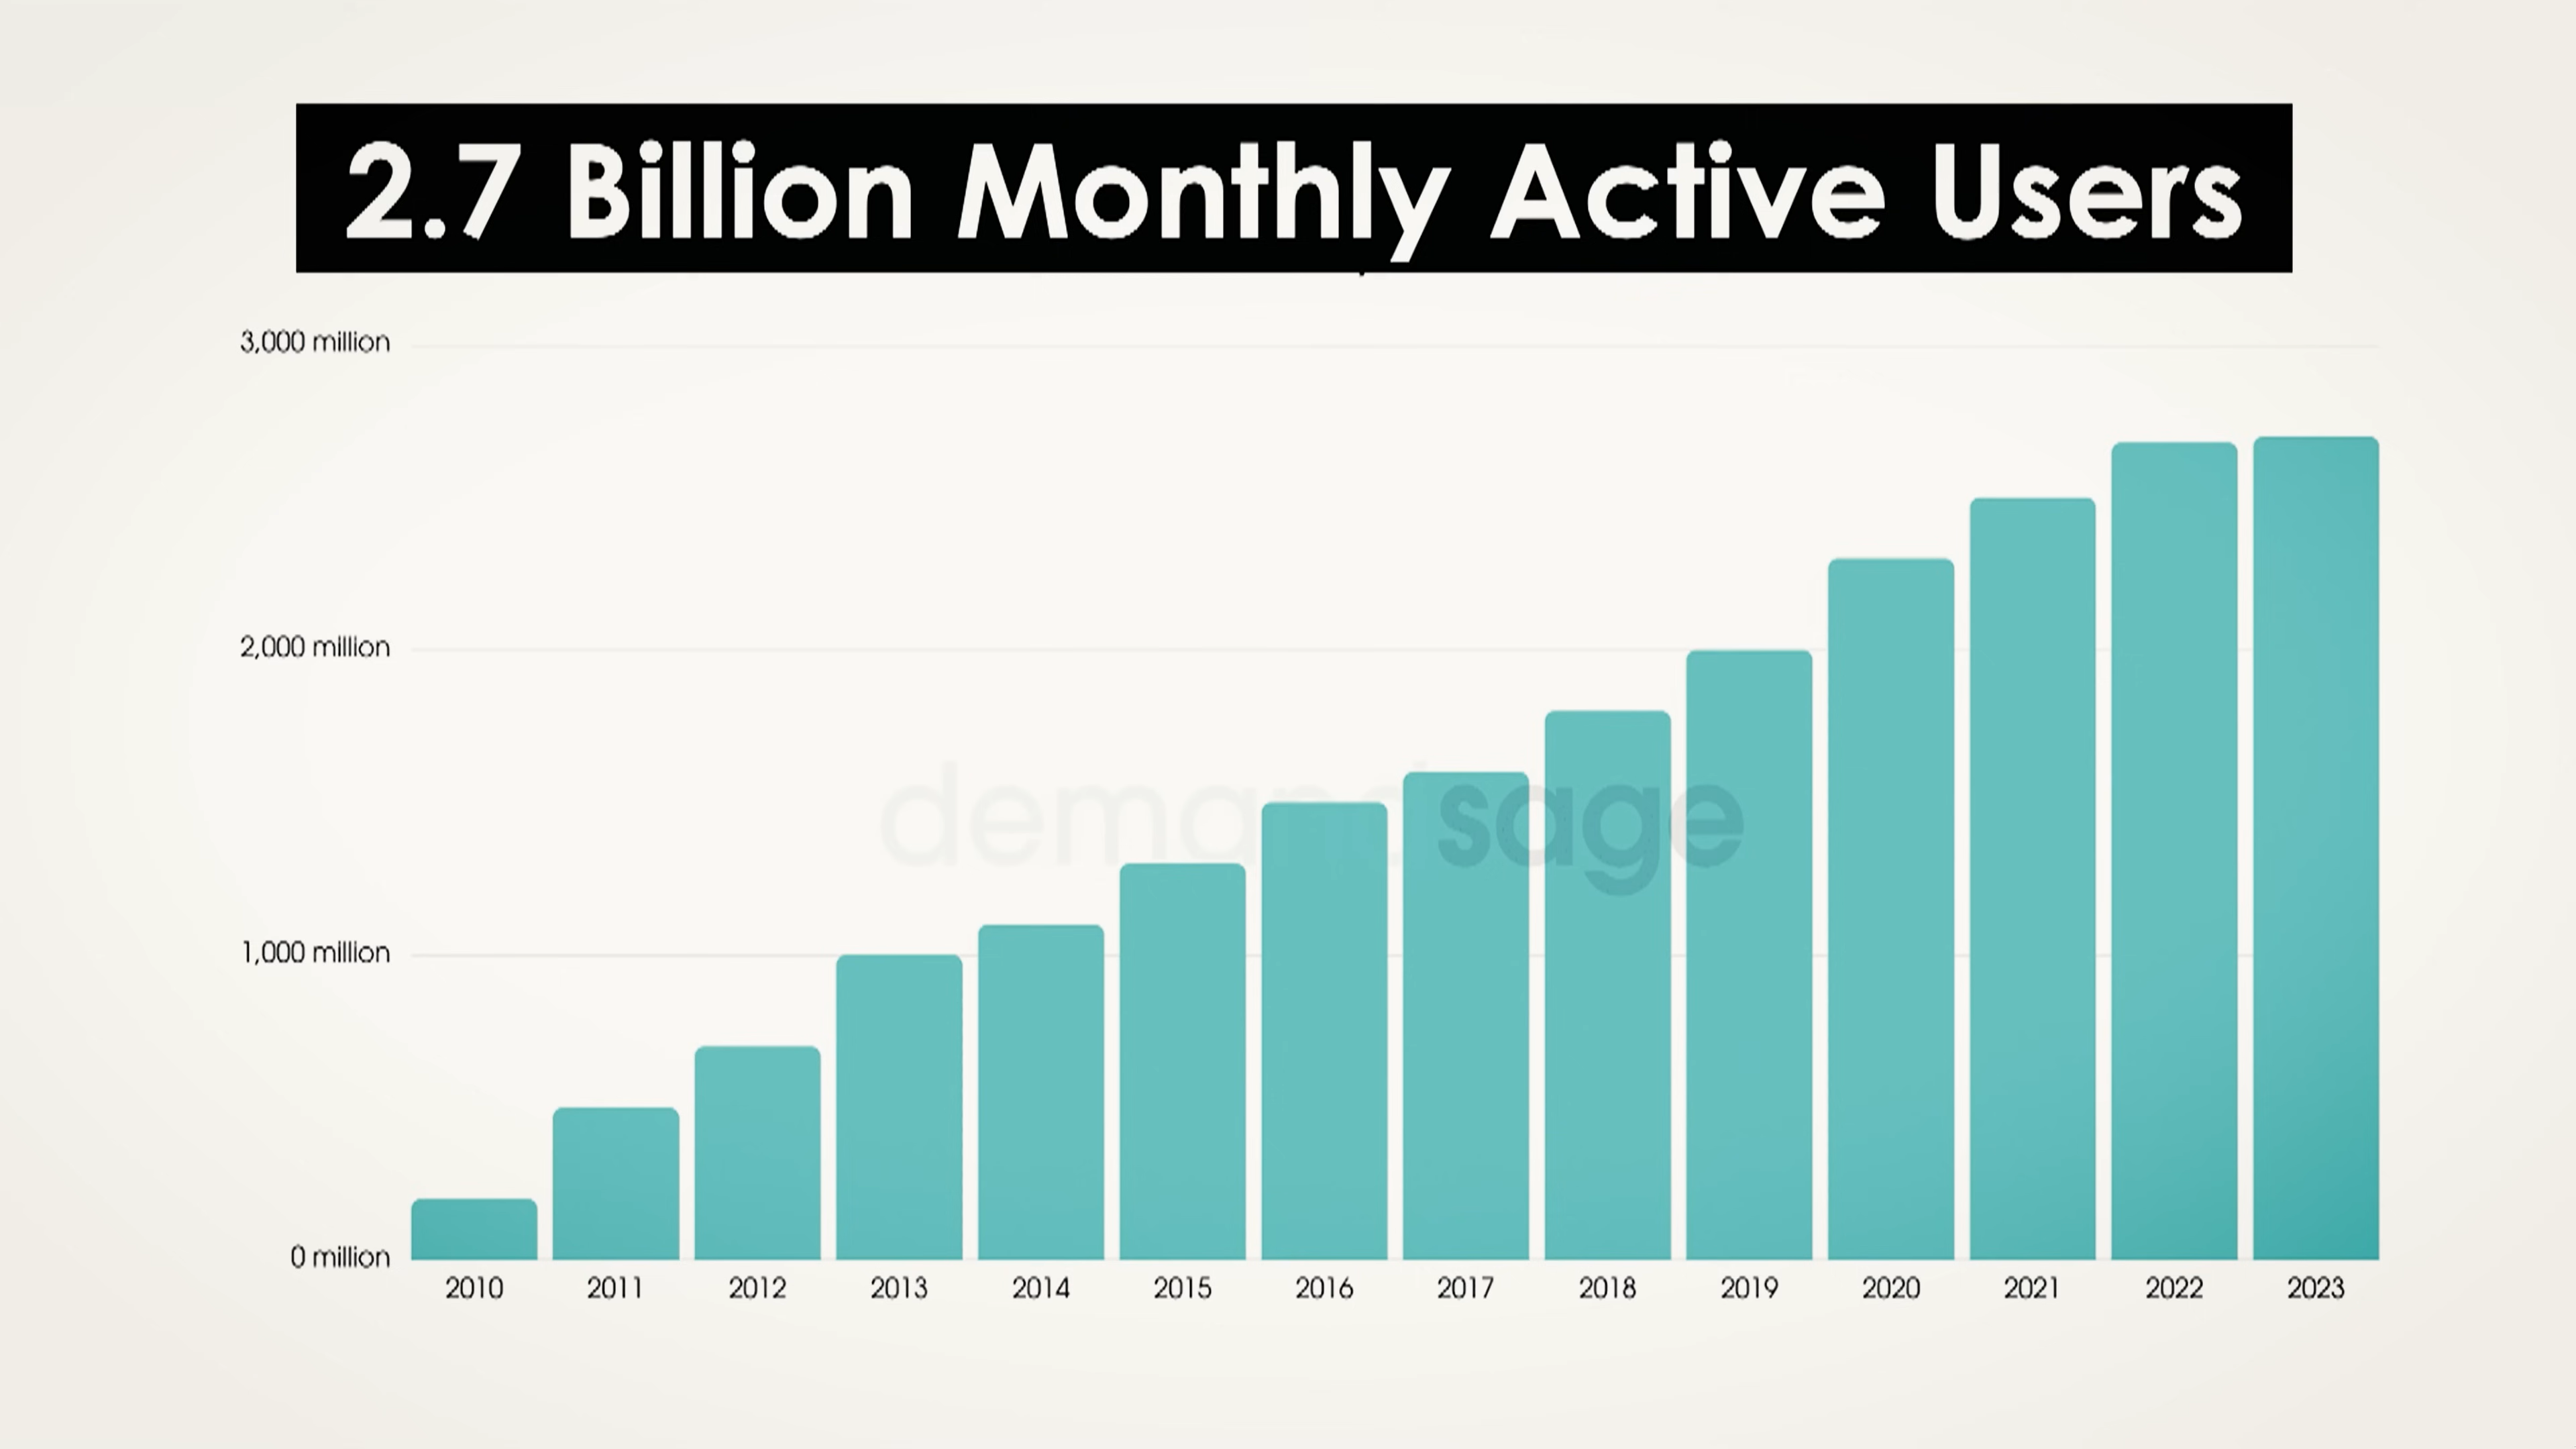 2.7 Billion Monthly Active Users
3,000 million
2,000 million
demandsage
1,000 million
0 million
2010 2011 2012 2013 2014 2015 2016 2017 2018 2019 2020 2021 2022 2023